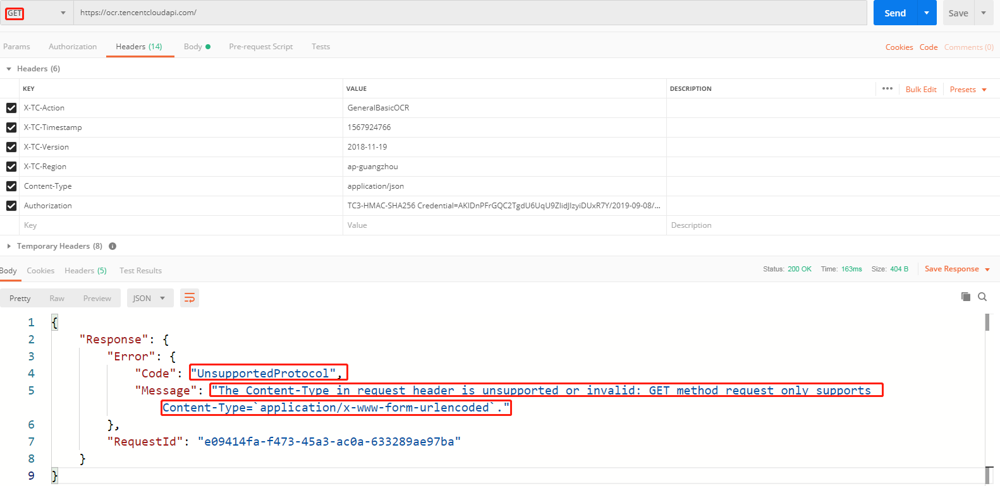 GET https://ocr.tencentcloudapi.com/ Send Save
Params Authorization Headers (14) Body Pre-request Script Tests Cookies Code Comments (0)
Headers (6)
KEY VALUE DESCRIPTION ••• Bulk Edit Presets
X-TC-Action GeneralBasicOCR
X-TC-Timestamp 1567924766
X-TC-Version 2018-11-19
X-TC-Region ap-guangzhou
Content-Type application/json
Authorization TC3-HMAC-SHA256 Credential=AKIDnPFrGQC2TgdU6UqU9ZlidJlzyiDUxR7Y/2019-09-08/...
Key Value Description
Temporary Headers (8)
Body Cookies Headers (5) Test Results Status: 200 OK Time: 163ms Size: 404 B Save Response
Pretty Raw Preview JSON
1 {
2 "Response": {
3 "Error": {
4 "Code": "UnsupportedProtocol",
5 "Message": "The Content-Type in request header is unsupported or invalid: GET method request only supports
Content-Type=`application/x-www-form-urlencoded`."
6 },
7 "RequestId": "e09414fa-f473-45a3-ac0a-633289ae97ba"
8 }
9 }